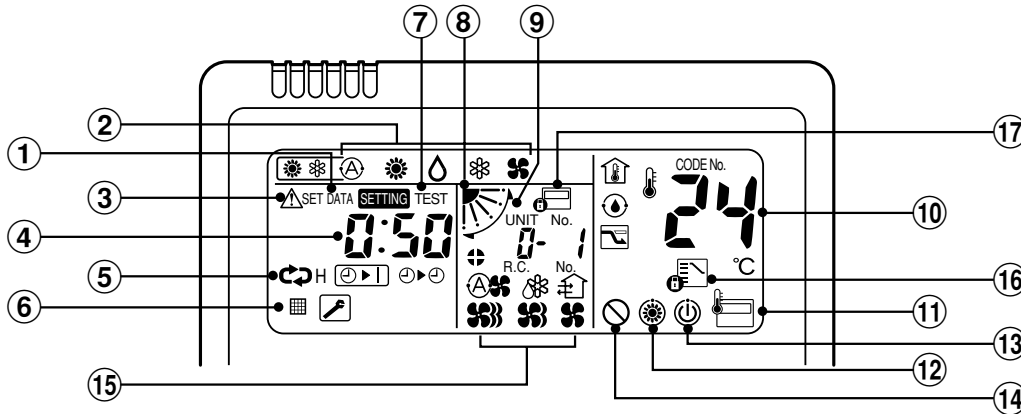 7 8 9
2
17
1
CODE No.
3 SET DATA SETTING TEST
UNIT No.
4 0:50 0- 1 24 10
R.C. No.
°C
5 H
16
6
11
13
15
12
14